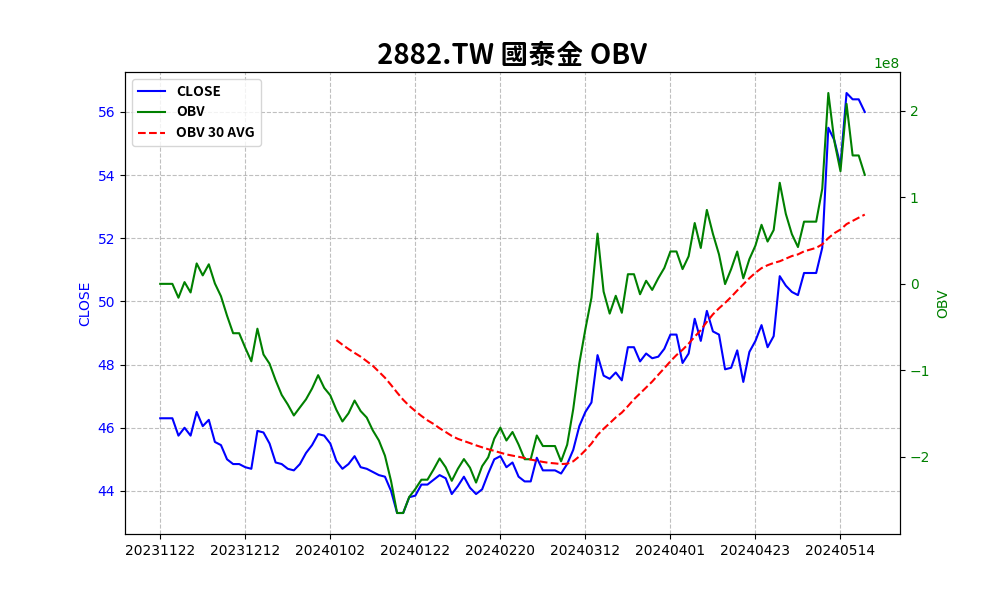 2882.TW 國泰金 OBV
1e8
CLOSE
OBV
OBV 30 AVG
56
54
52
50
48
46
44
CLOSE
2
1
0
−1
−2
OBV
20231122 20231212 20240102 20240122 20240220 20240312 20240401 20240423 20240514